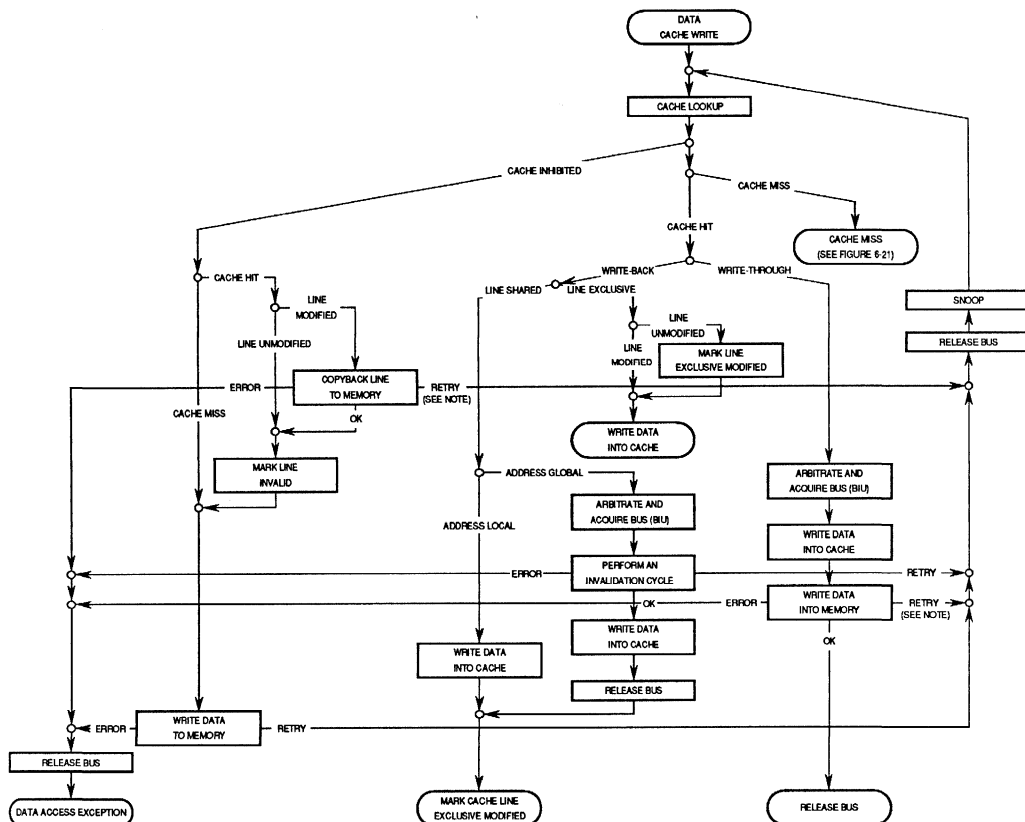 DATA
CACHE WRITE
CACHE LOOKUP
CACHE INHIBITED
CACHE MISS
CACHE HIT
CACHE MISS
(SEE FIGURE 6-21)
CACHE HIT
WRITE-BACK
WRITE-THROUGH
LINE SHARED
LINE EXCLUSIVE
LINE
MODIFIED
LINE UNMODIFIED
LINE
UNMODIFIED
LINE
MODIFIED
MARK LINE
EXCLUSIVE MODIFIED
SNOOP
RELEASE BUS
ERROR
COPYBACK LINE
TO MEMORY
RETRY
(SEE NOTE)
OK
CACHE MISS
WRITE DATA
INTO CACHE
MARK LINE
INVALID
ADDRESS GLOBAL
ADDRESS LOCAL
ARBITRATE AND
ACQUIRE BUS (BIU)
ARBITRATE AND
ACQUIRE BUS (BIU)
WRITE DATA
INTO CACHE
ERROR
PERFORM AN
INVALIDATION CYCLE
RETRY
OK
ERROR
WRITE DATA
INTO MEMORY
RETRY
(SEE NOTE)
OK
WRITE DATA
INTO CACHE
WRITE DATA
INTO CACHE
RELEASE BUS
ERROR
WRITE DATA
TO MEMORY
RETRY
RELEASE BUS
DATA ACCESS EXCEPTION
MARK CACHE LINE
EXCLUSIVE MODIFIED
RELEASE BUS